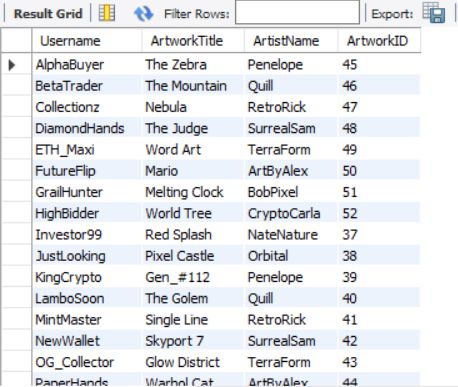 Result Grid Filter Rows: Export:
Username ArtworkTitle ArtistName ArtworkID
AlphaBuyer The Zebra Penelope 45
BetaTrader The Mountain Quill 46
Collectionz Nebula RetroRick 47
DiamondHands The Judge SurrealSam 48
ETH_Maxi Word Art TerraForm 49
FutureFlip Mario ArtByAlex 50
GrailHunter Melting Clock BobPixel 51
HighBidder World Tree CryptoCarla 52
Investor99 Red Splash NateNature 37
JustLooking Pixel Castle Orbital 38
KingCrypto Gen_#112 Penelope 39
LamboSoon The Golem Quill 40
MintMaster Single Line RetroRick 41
NewWallet Skyport 7 SurrealSam 42
OG_Collector Glow District TerraForm 43
PaperHands Warhol Cat ArtByAlex 44